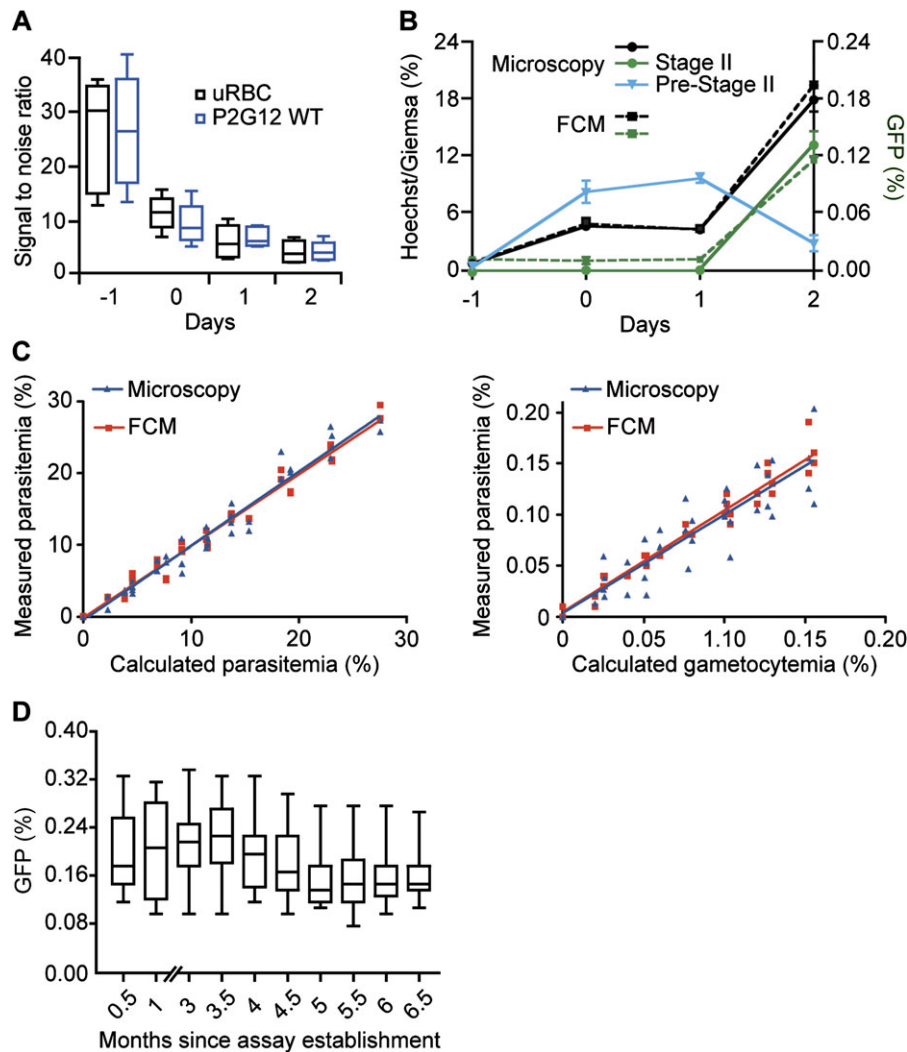 A
Signal to noise ratio
40
30
20
10
0
uRBC
P2G12 WT
-1
0
1
2
Days
B
Hoechst/Giemsa (%)
24
18
12
6
0
Microscopy
Stage II
Pre-Stage II
FCM
0.24
0.18
0.12
0.06
0.00
GFP (%)
-1
0
1
2
Days
C
Measured parasitemia (%)
30
20
10
0
Microscopy
FCM
0
10
20
30
Calculated parasitemia (%)
Measured parasitemia (%)
0.20
0.15
0.10
0.05
0
Microscopy
FCM
0
0.05
1.10
0.15
0.20
Calculated gametocytemia (%)
D
GFP (%)
0.40
0.32
0.24
0.16
0.08
0.00
0.5
1
3
3.5
4
4.5
5
5.5
6
6.5
Months since assay establishment